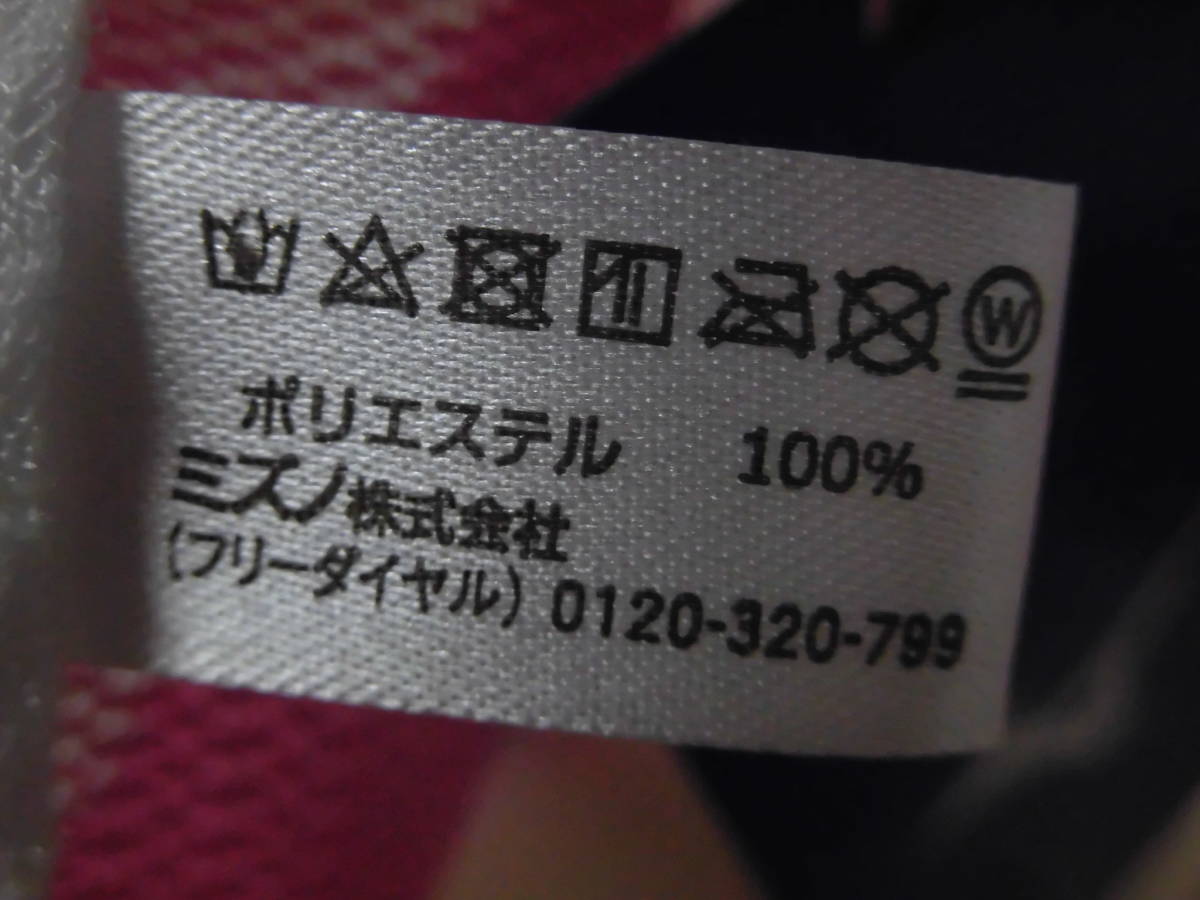 W
ポリエステル 100%
ミズノ株式会社
(フリーダイヤル) 0120-320-799